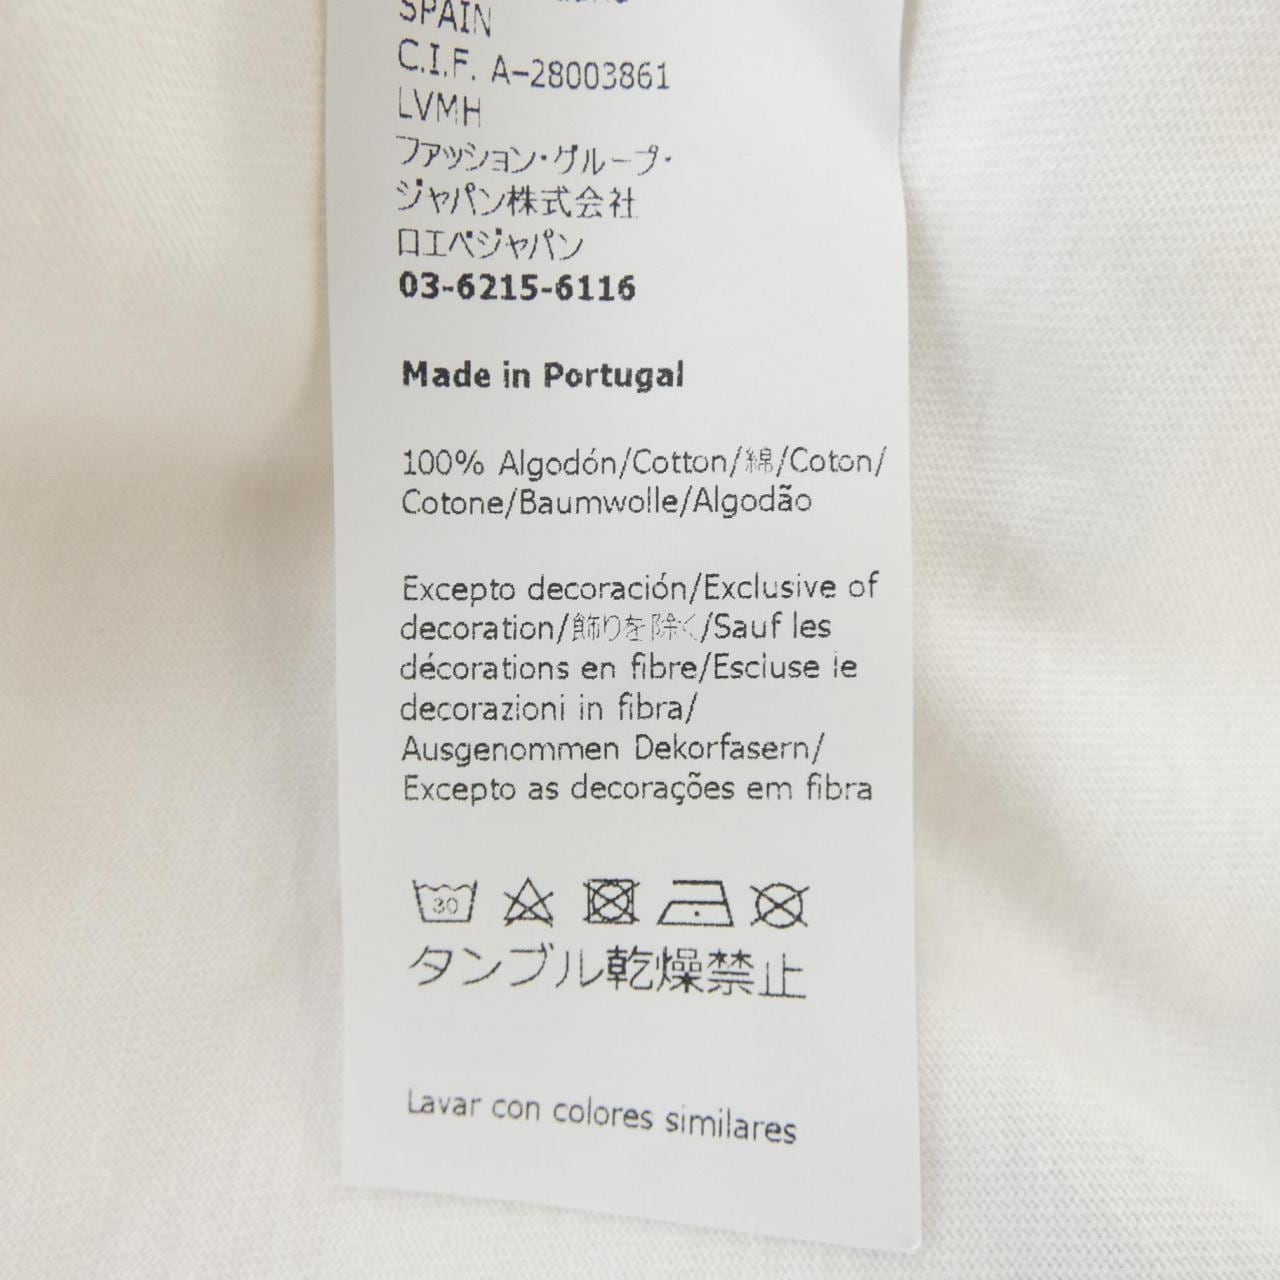 SPAIN
C.I.F. A-28003861
LVMH
ファッション・グループ・
ジャパン株式会社
ロエベジャパン
03-6215-6116
Made in Portugal
100% Algodón/Cotton/綿/Coton/
Cotone/Baumwolle/Algodão
Excepto decoración/Exclusive of
decoration/飾りを除く/Sauf les
décorations en fibre/Escluse le
decorazioni in fibra/
Ausgenommen Dekorfasern/
Excepto as decorações em fibra
30
タンブル乾燥禁止
Lavar con colores similares